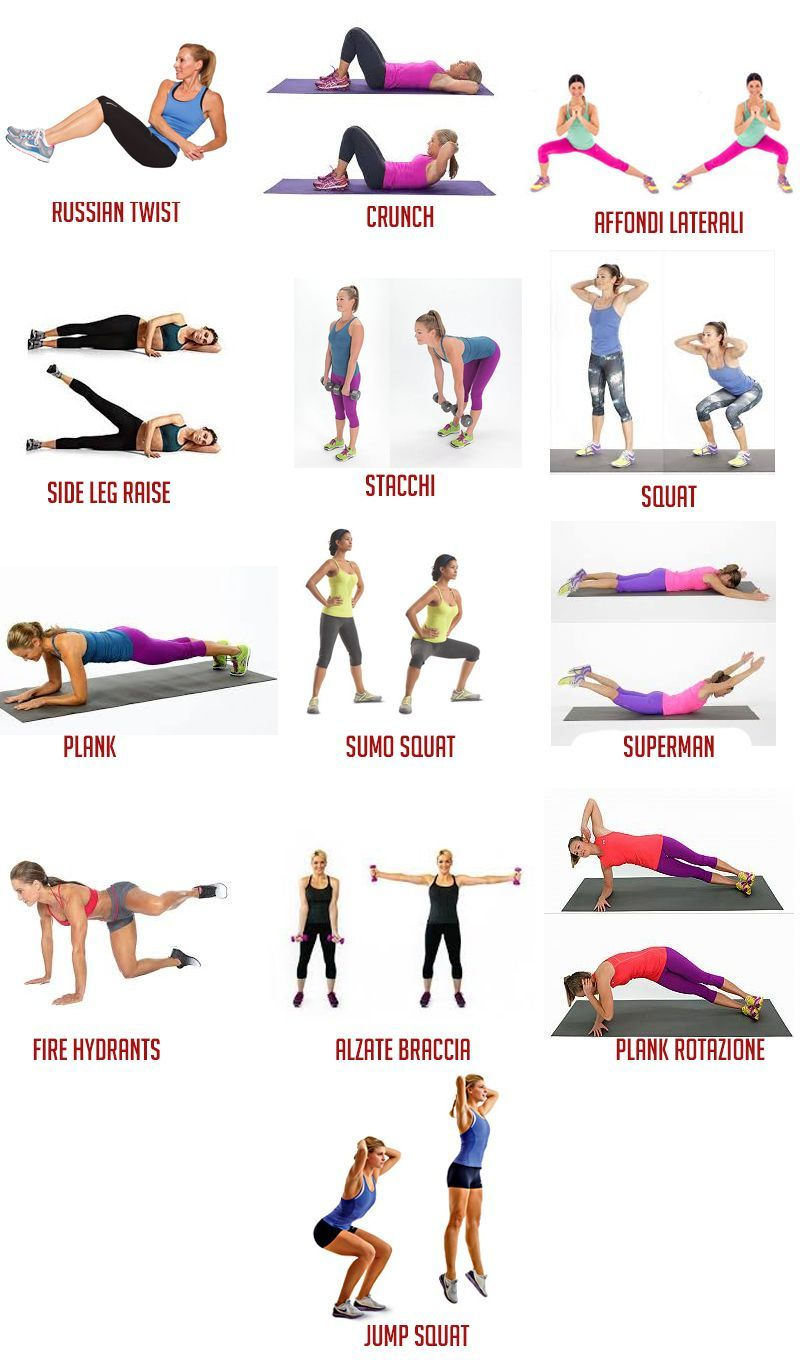 RUSSIAN TWIST
CRUNCH
AFFONDI LATERALI
SIDE LEG RAISE
STACCHI
SQUAT
PLANK
SUMO SQUAT
SUPERMAN
FIRE HYDRANTS
ALZATE BRACCIA
PLANK ROTAZIONE
JUMP SQUAT